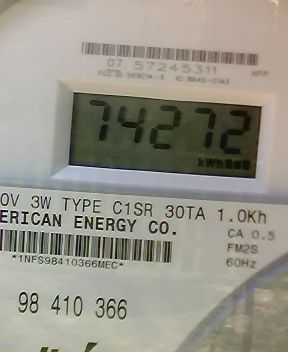 07 57245311
74272
kWh
0V 3W TYPE C1SR 30TA 1.0Kh
ERICAN ENERGY CO. CA 0.5
FM2S
*1NFS98410366MEC* 60Hz
98 410 366